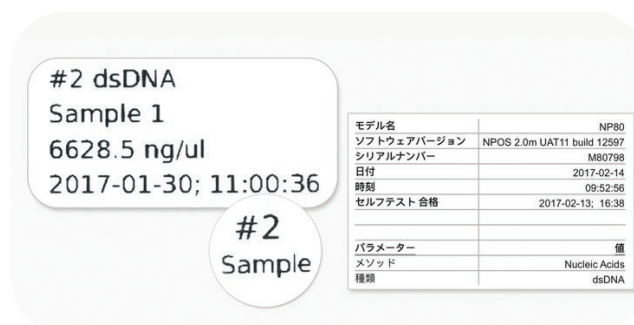 #2 dsDNA
Sample 1
6628.5 ng/ul
2017-01-30; 11:00:36
#2
Sample
モデル名 NP80
ソフトウェアバージョン NPOS 2.0m UAT11 build 12597
シリアルナンバー M80798
日付 2017-02-14
時刻 09:52:56
セルフテスト 合格 2017-02-13; 16:38
パラメーター 値
メソッド Nucleic Acids
種類 dsDNA